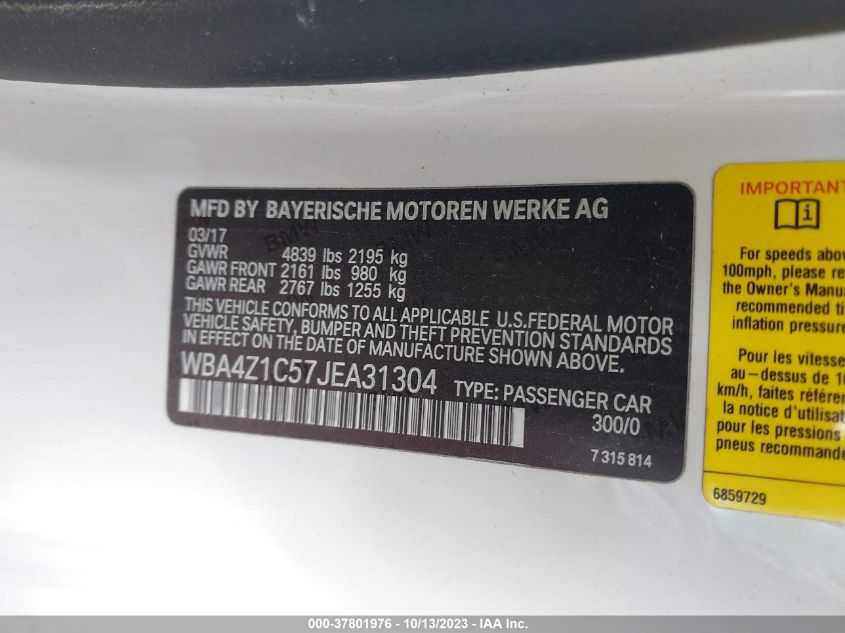 MFD BY BAYERISCHE MOTOREN WERKE AG
03/17
GVWR 4839 lbs 2195 kg
GAWR FRONT 2161 lbs 980 kg
GAWR REAR 2767 lbs 1255 kg
THIS VEHICLE CONFORMS TO ALL APPLICABLE U.S.FEDERAL MOTOR
VEHICLE SAFETY, BUMPER AND THEFT PREVENTION STANDARDS
IN EFFECT ON THE DATE OF MANUFACTURE SHOWN ABOVE.
WBA4Z1C57JEA31304 TYPE: PASSENGER CAR
300/0
7 315 814
IMPORTANT
For speeds abov
100mph, please re
the Owner's Manua
recommended ti
inflation pressure
Pour les vitesse
au-dessus de 10
km/h, faites référe
la notice d'utilisat
pour les pressions
pneus recommandé
6859729
000-37801976 - 10/13/2023 - IAA Inc.